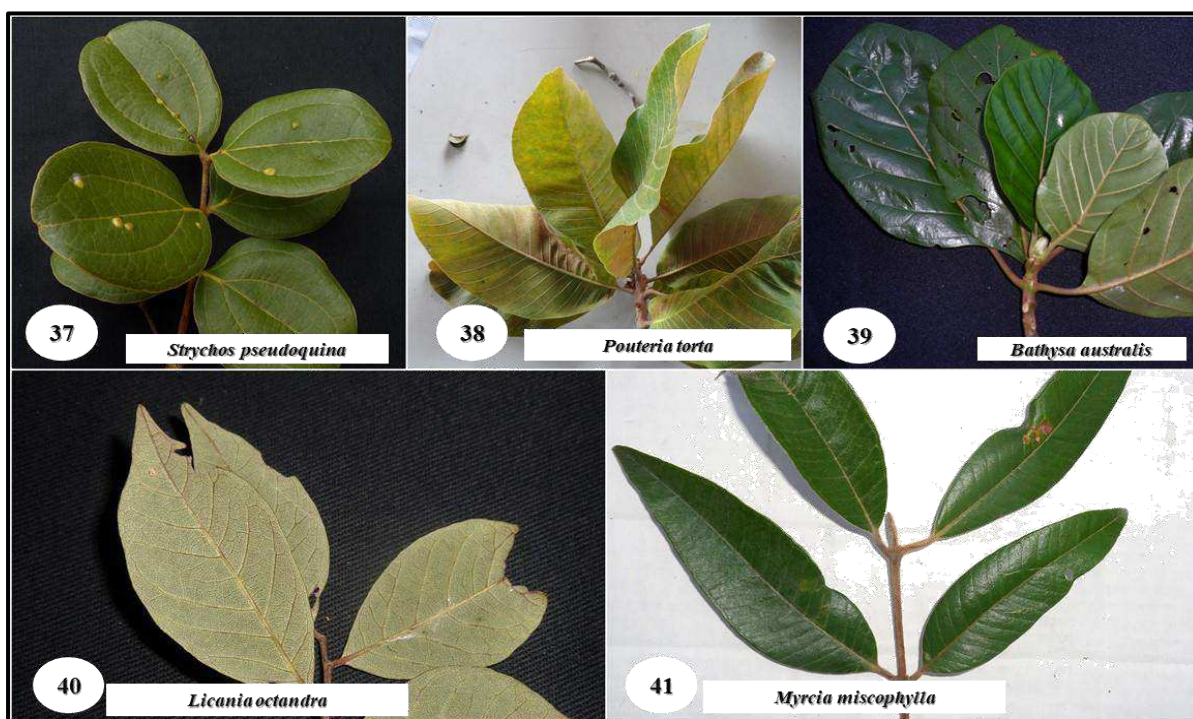 37
Strychos pseudoquina
38
Pouteria torta
39
Bathysa australis
40
Licania octandra
41
Myrcia miscophylla